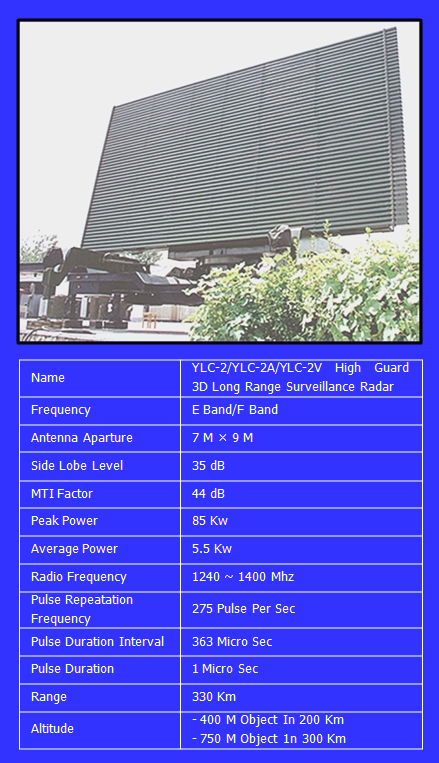 Name
YLC-2/YLC-2A/YLC-2V High Guard
3D Long Range Surveillance Radar
Frequency
E Band/F Band
Antenna Aparture
7 M × 9 M
Side Lobe Level
35 dB
MTI Factor
44 dB
Peak Power
85 Kw
Average Power
5.5 Kw
Radio Frequency
1240 ~ 1400 Mhz
Pulse Repeatation
Frequency
275 Pulse Per Sec
Pulse Duration Interval
363 Micro Sec
Pulse Duration
1 Micro Sec
Range
330 Km
Altitude
- 400 M Object In 200 Km
- 750 M Object 1n 300 Km